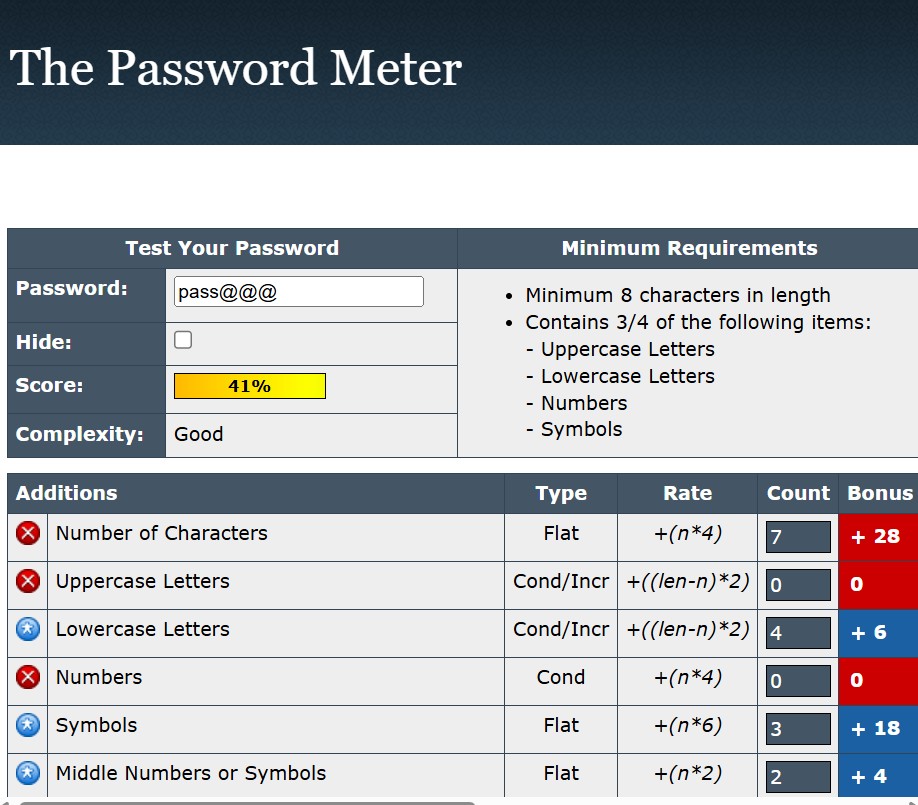 The Password Meter
Test Your Password Minimum Requirements
Password: pass@@@
Hide:
Score: 41%
Complexity: Good
• Minimum 8 characters in length
• Contains 3/4 of the following items:
- Uppercase Letters
- Lowercase Letters
- Numbers
- Symbols
Additions Type Rate Count Bonus
Number of Characters Flat +(n*4) 7 + 28
Uppercase Letters Cond/Incr +((len-n)*2) 0 0
Lowercase Letters Cond/Incr +((len-n)*2) 4 + 6
Numbers Cond +(n*4) 0 0
Symbols Flat +(n*6) 3 + 18
Middle Numbers or Symbols Flat +(n*2) 2 + 4